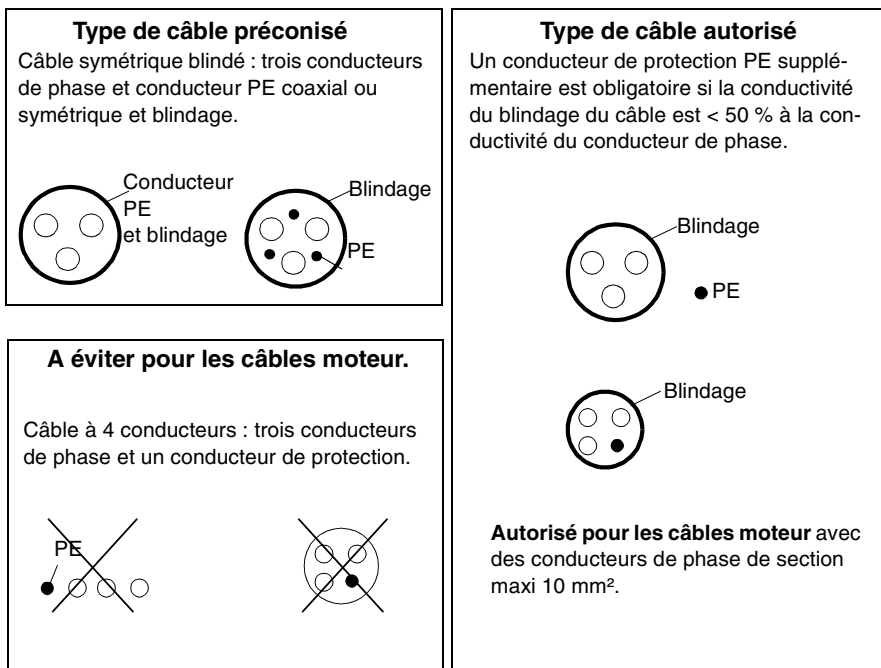 Type de câble préconisé
Câble symétrique blindé : trois conducteurs
de phase et conducteur PE coaxial ou
symétrique et blindage.
Conducteur
PE
et blindage
Blindage
PE
A éviter pour les câbles moteur.
Câble à 4 conducteurs : trois conducteurs
de phase et un conducteur de protection.
PE
Type de câble autorisé
Un conducteur de protection PE supplé-
mentaire est obligatoire si la conductivité
du blindage du câble est < 50 % à la con-
ductivité du conducteur de phase.
Blindage
PE
Blindage
Autorisé pour les câbles moteur avec
des conducteurs de phase de section
maxi 10 mm².